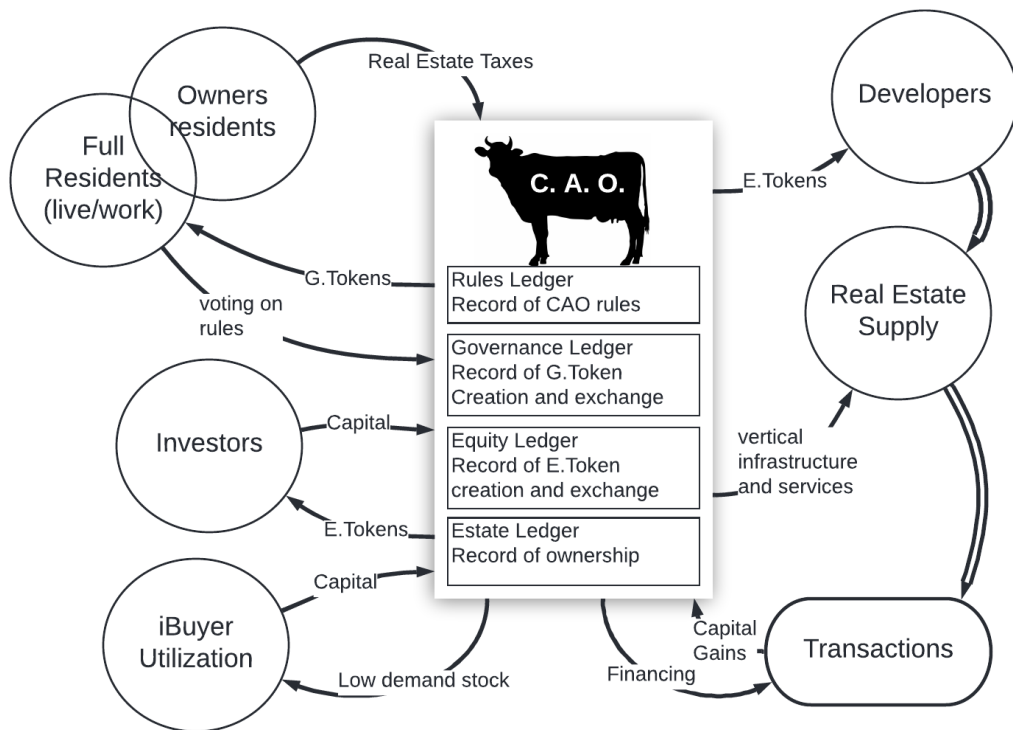 Owners
residents
Full
Residents
(live/work)
Real Estate Taxes
G.Tokens
voting on
rules
Investors
Capital
E.Tokens
Capital
iBuyer
Utilization
Low demand stock
C. A. O.
Rules Ledger
Record of CAO rules
Governance Ledger
Record of G.Token
Creation and exchange
Equity Ledger
Record of E.Token
creation and exchange
Estate Ledger
Record of ownership
E.Tokens
Developers
Real Estate
Supply
vertical
infrastructure
and services
Capital
Gains
Financing
Transactions